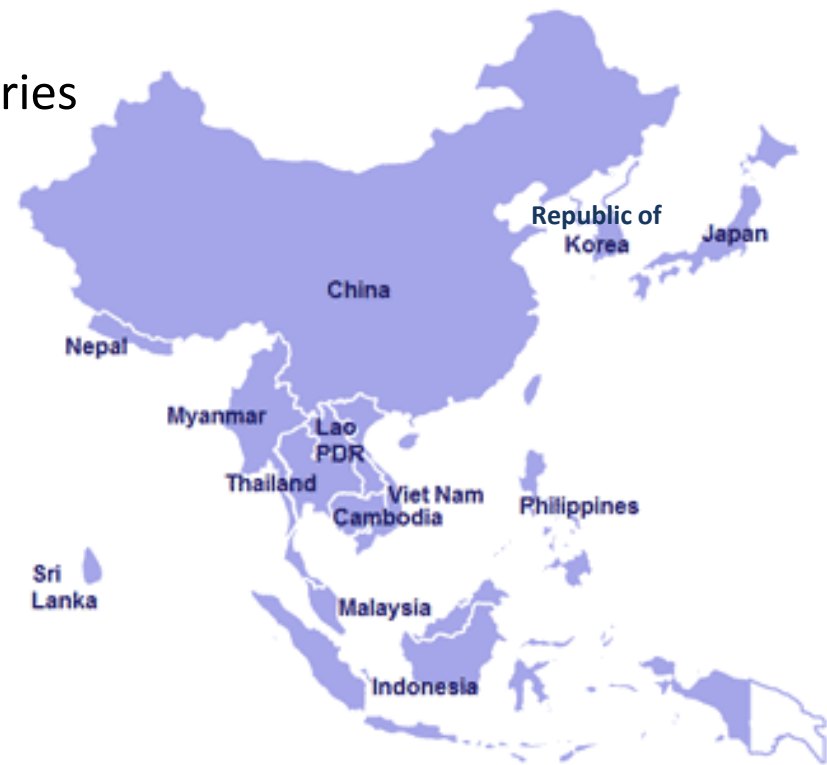 ries
Republic of
Korea
Japan
China
Nepal
Myanmar
Lao
PDR
Thailand
Viet Nam
Cambodia
Philippines
Sri
Lanka
Malaysia
Indonesia